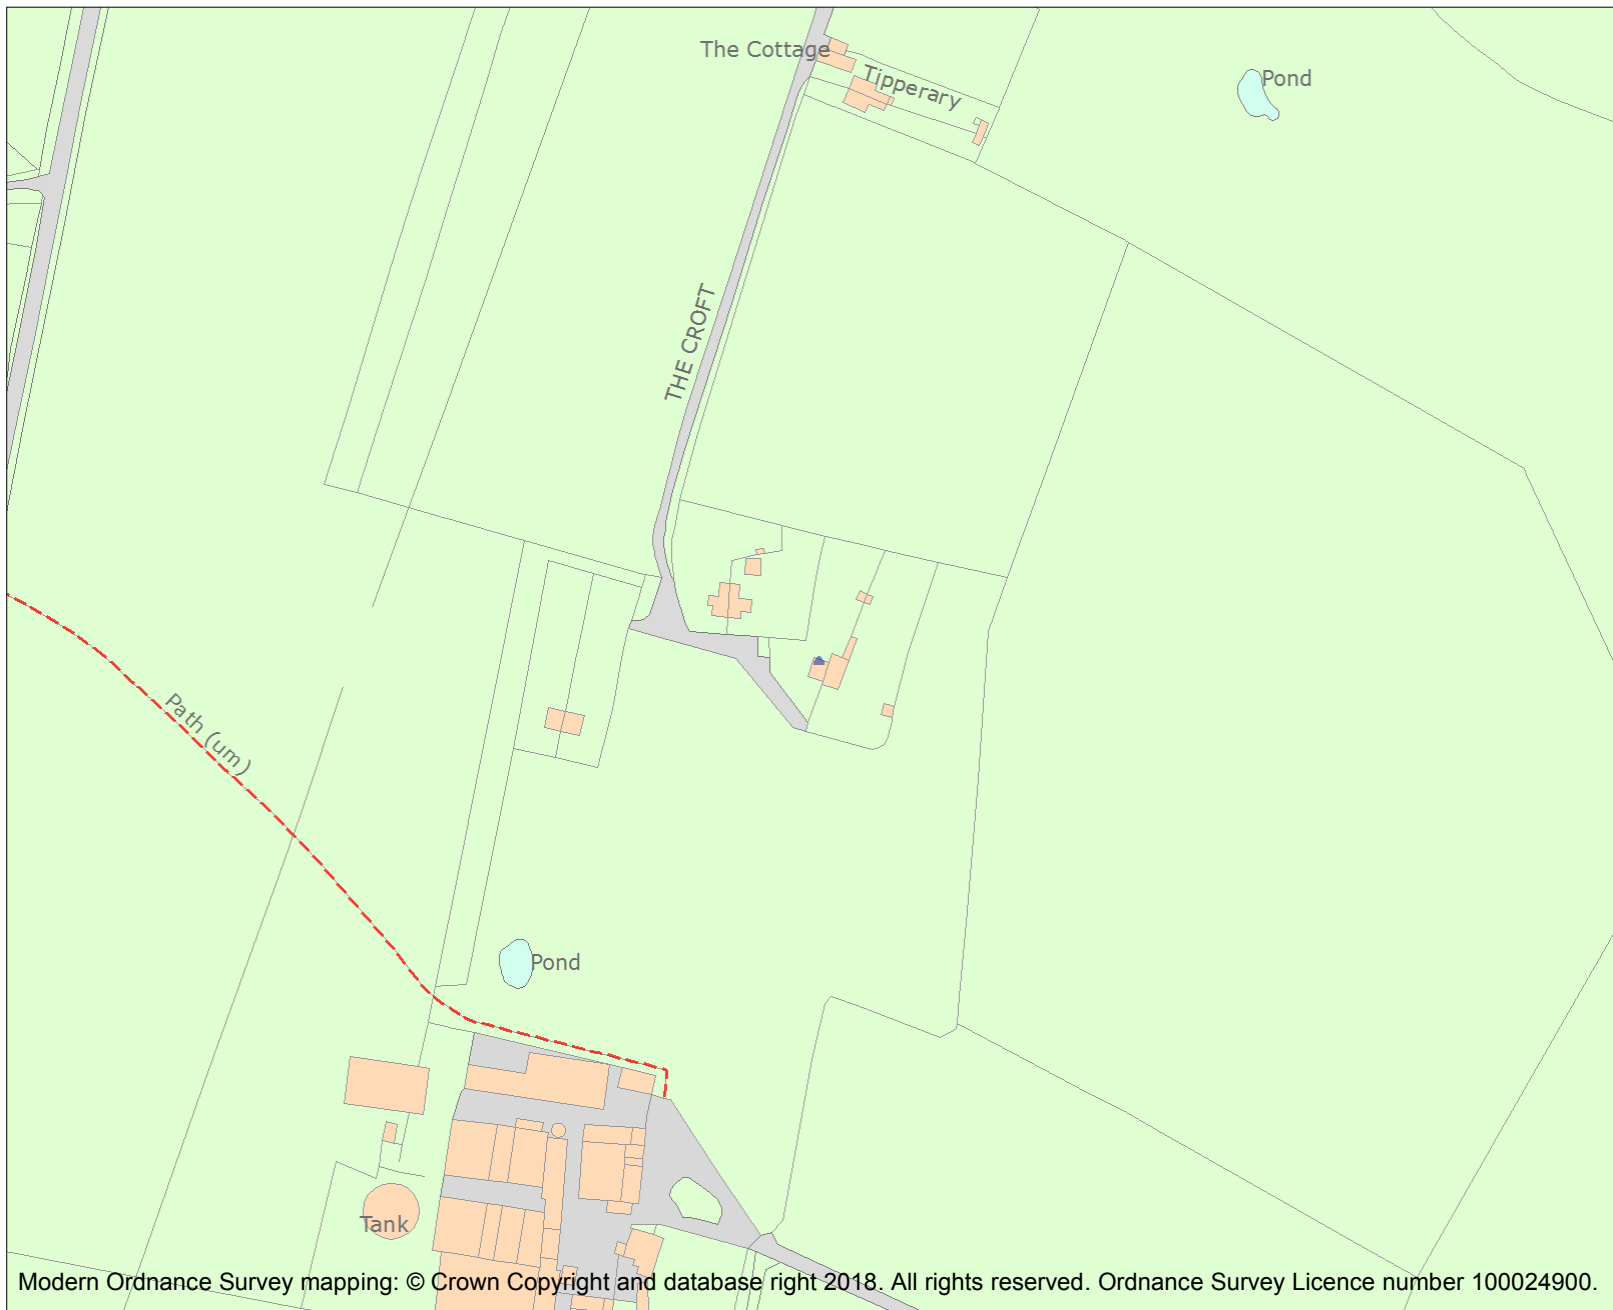 The Cottage
Tipperary
Pond
THE CROFT
Path (um)
Pond
Tank
Modern Ordnance Survey mapping: © Crown Copyright and database right 2018. All rights reserved. Ordnance Survey Licence number 100024900.